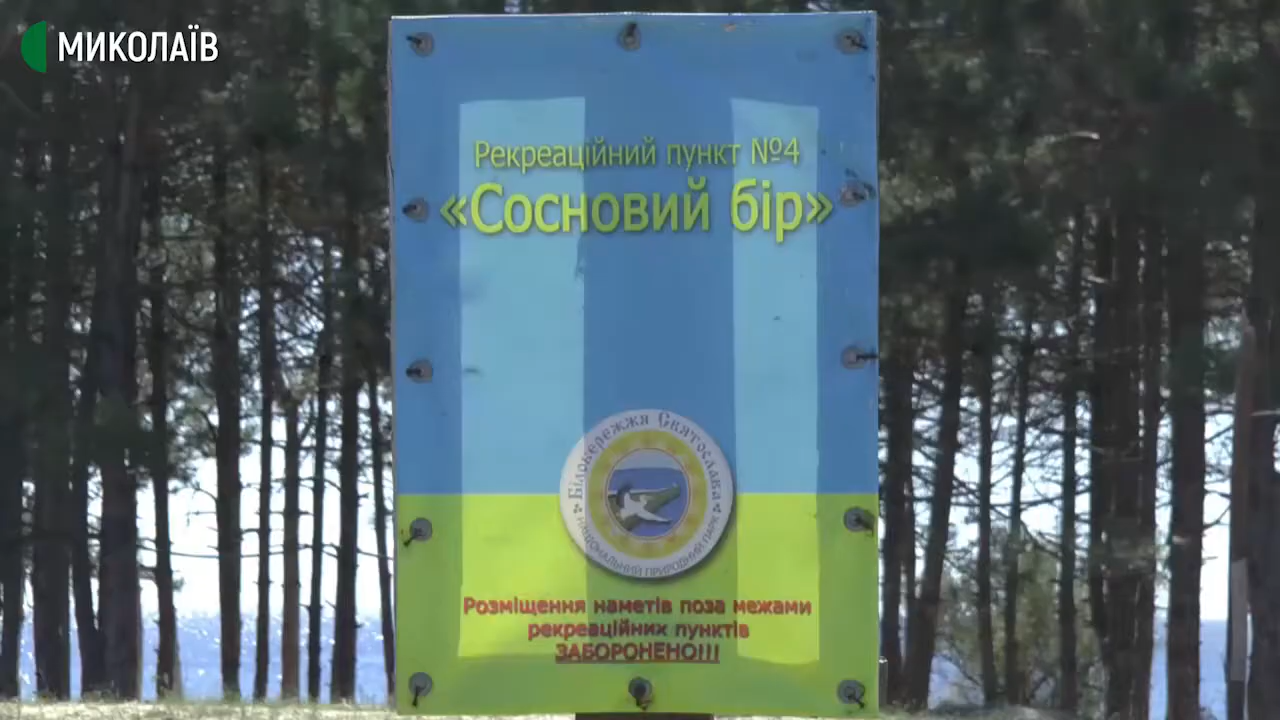 МИКОЛАЇВ
Рекреаційний пункт №4
«Сосновий бір»
Білобережжя Святослава
НАЦІОНАЛЬНИЙ ПРИРОДНИЙ ПАРК
Розміщення наметів поза межами
рекреаційних пунктів
ЗАБОРОНЕНО!!!